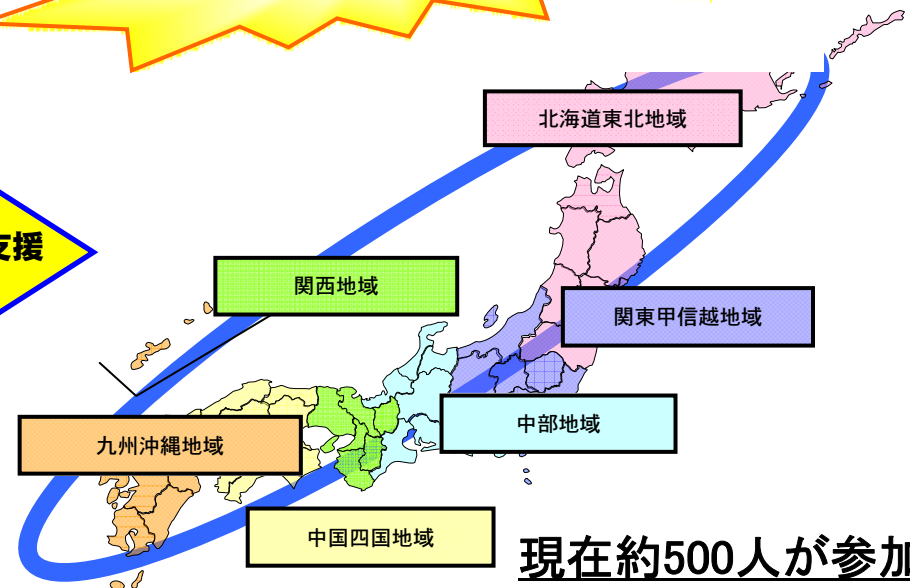 北海道東北地域
支援
関西地域
関東甲信越地域
中部地域
九州沖縄地域
中国四国地域
現在約500人が参加